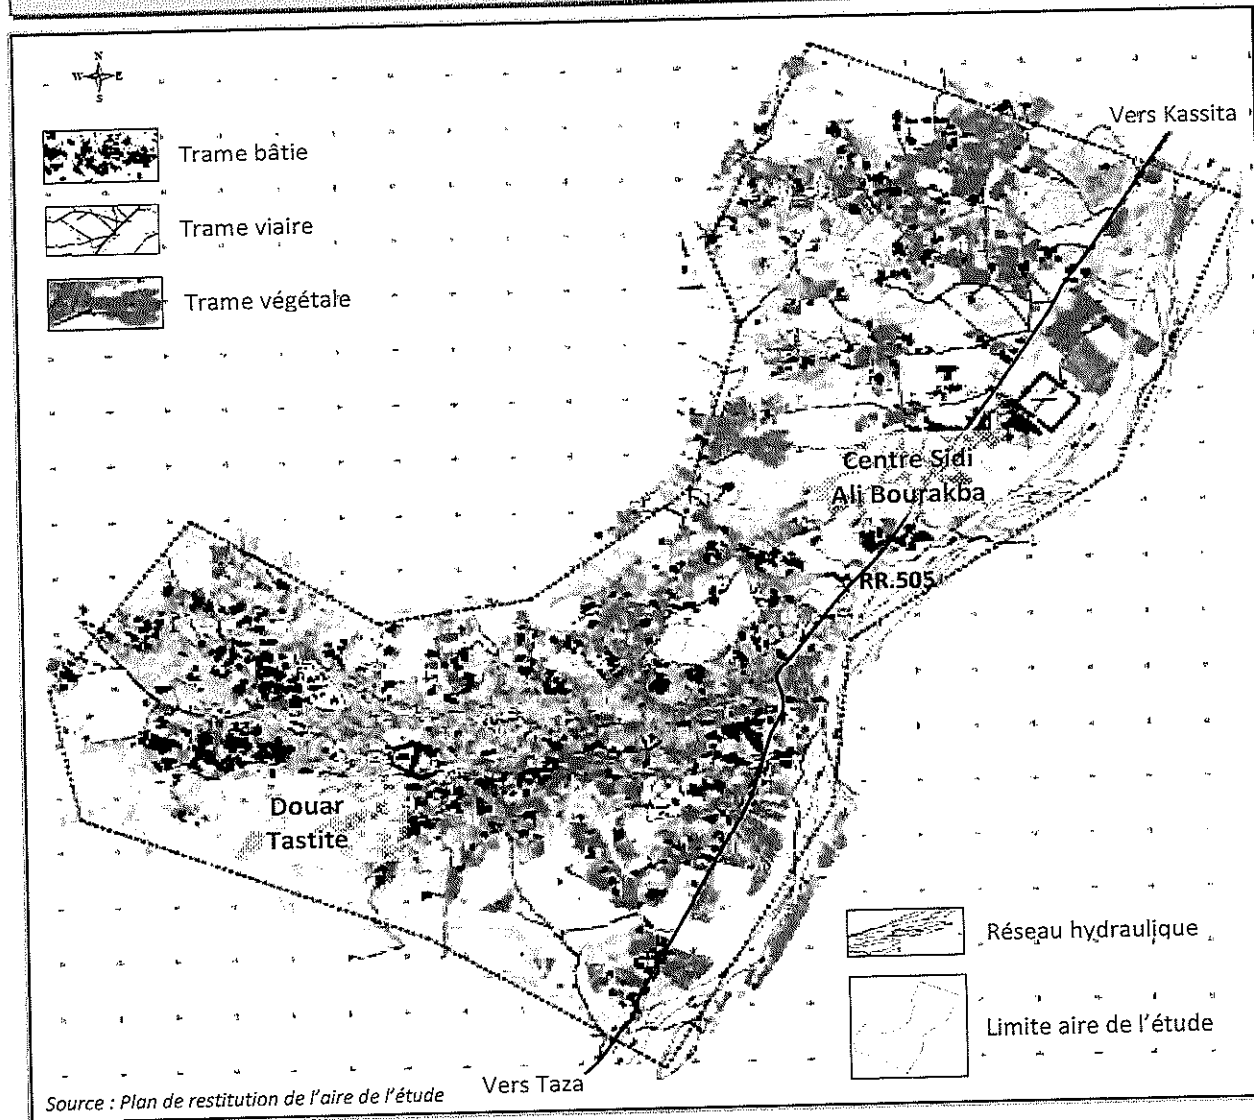 N
W E
S
Vers Kassita
Trame bâtie
Trame viaire
Trame végétale
Centre Sidi
Ali Bourakba
RR.505
Douar
Tastite
Réseau hydraulique
Limite aire de l'étude
Vers Taza
Source : Plan de restitution de l'aire de l'étude